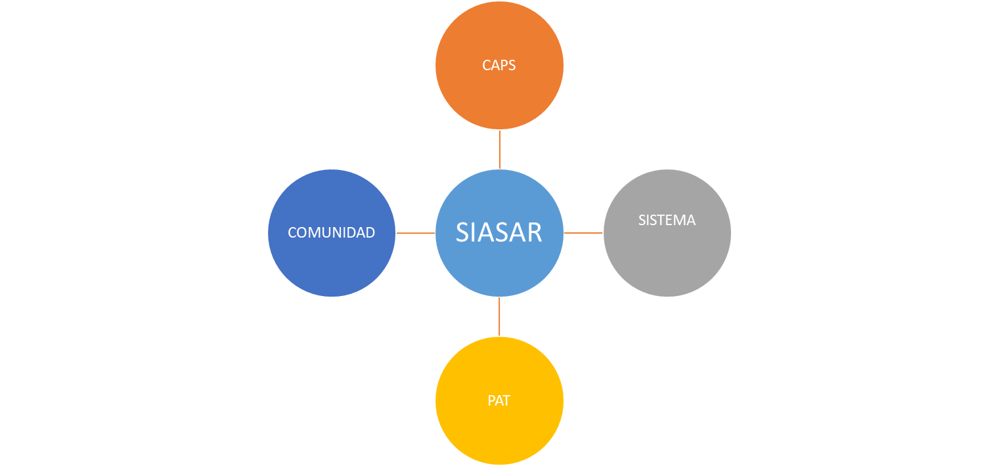 CAPS
COMUNIDAD
SIASAR
SISTEMA
PAT